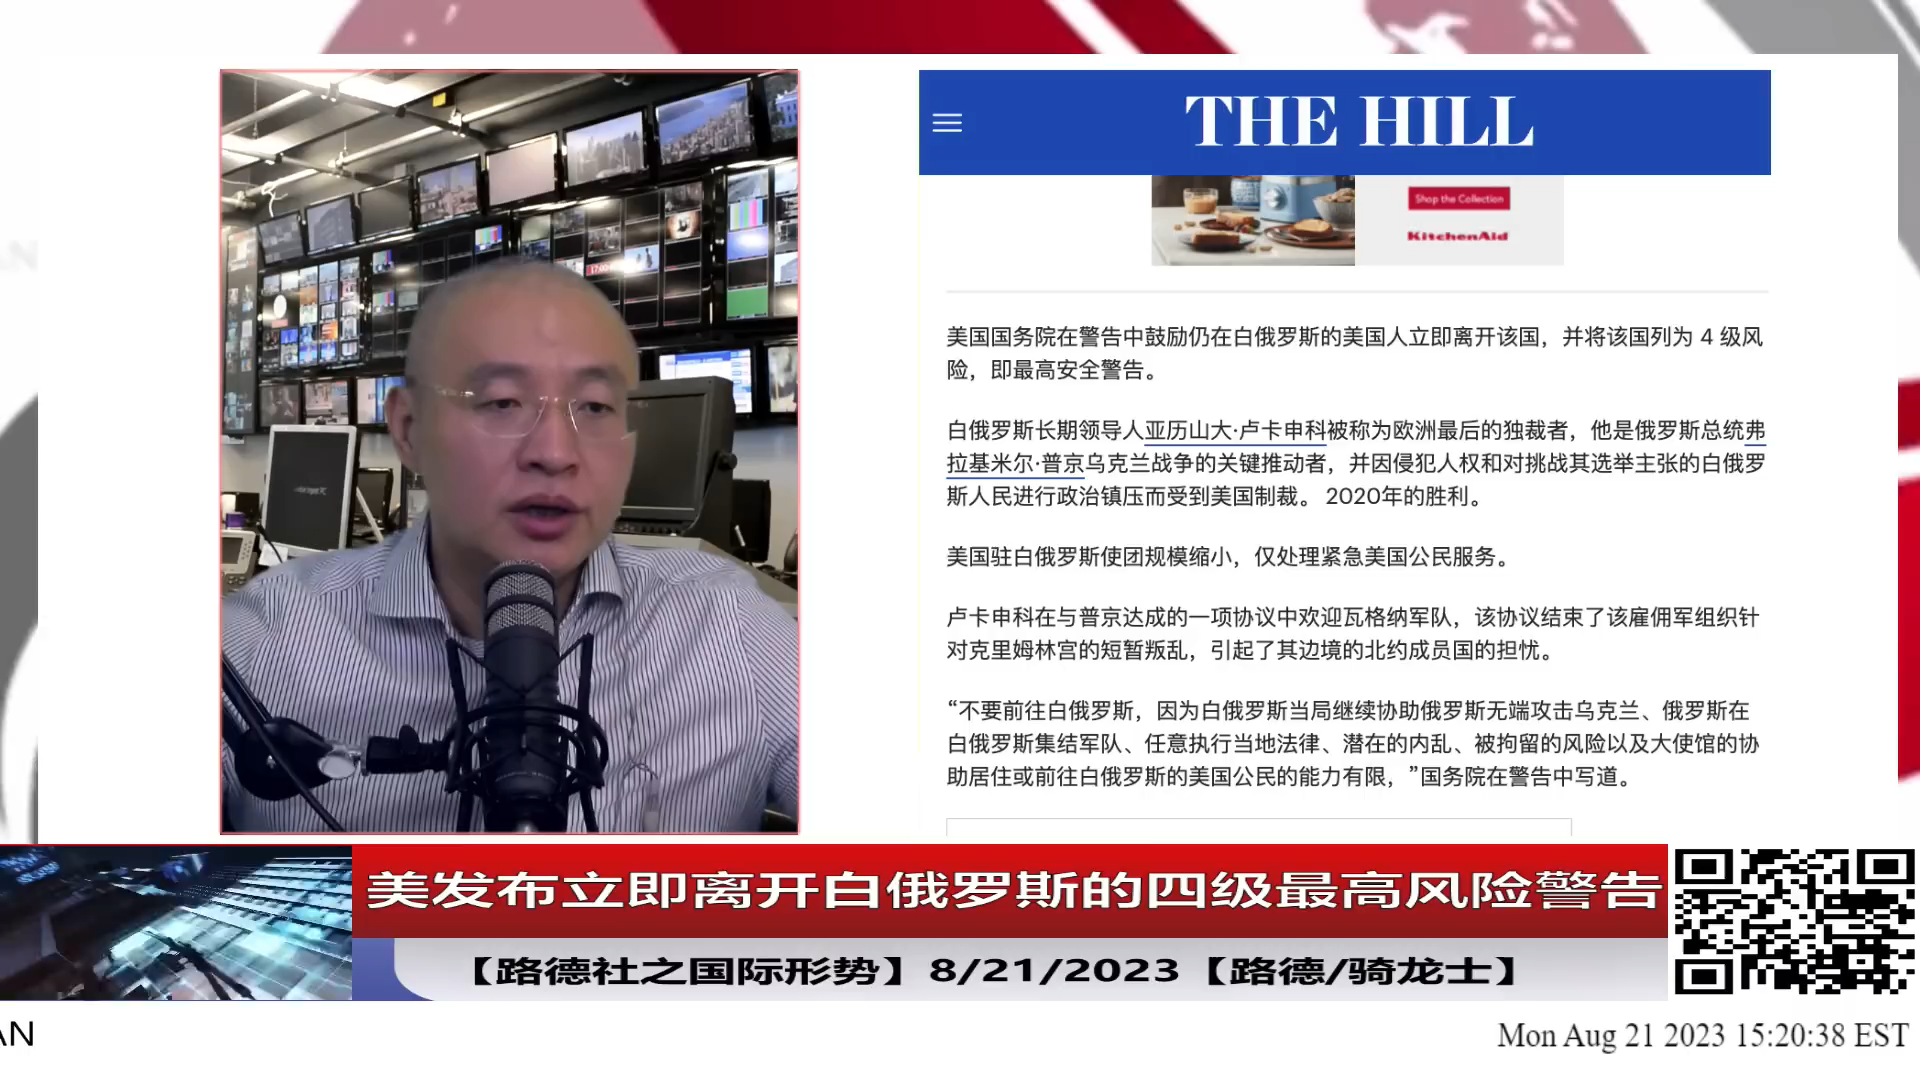 THE HILL
Shop the Collection
KitchenAid
美国国务院在警告中鼓励仍在白俄罗斯的美国人立即离开该国，并将该国列为 4 级风
险，即最高安全警告。
白俄罗斯长期领导人亚历山大·卢卡申科被称为欧洲最后的独裁者，他是俄罗斯总统弗
拉基米尔·普京乌克兰战争的关键推动者，并因侵犯人权和对挑战其选举主张的白俄罗
斯人民进行政治镇压而受到美国制裁。 2020年的胜利。
美国驻白俄罗斯使团规模缩小，仅处理紧急美国公民服务。
卢卡申科在与普京达成的一项协议中欢迎瓦格纳军队，该协议结束了该雇佣军组织针
对克里姆林宫的短暂叛乱，引起了其边境的北约成员国的担忧。
“不要前往白俄罗斯，因为白俄罗斯当局继续协助俄罗斯无端攻击乌克兰、俄罗斯在
白俄罗斯集结军队、任意执行当地法律、潜在的内乱、被拘留的风险以及大使馆的协
助居住或前往白俄罗斯的美国公民的能力有限，”国务院在警告中写道。
美发布立即离开白俄罗斯的四级最高风险警告
【路德社之国际形势】8/21/2023【路德/骑龙士】
AN
Mon Aug 21 2023 15:20:38 EST